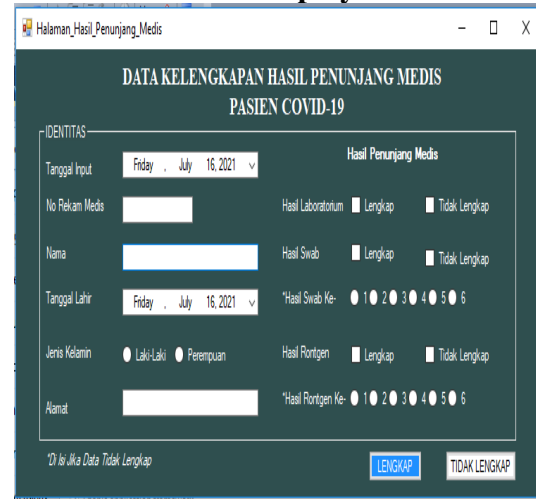 Halaman_Hasil_Penunjang_Medis
DATA KELENGKAPAN HASIL PENUNJANG MEDIS
PASIEN COVID-19
IDENTITAS
Hasil Penunjang Medis
Tanggal Input Friday , July 16, 2021
No Rekam Medis
Hasil Laboratorium Lengkap Tidak Lengkap
Nama
Hasil Swab Lengkap Tidak Lengkap
Tanggal Lahir Friday , July 16, 2021
*Hasil Swab Ke- 1 2 3 4 5 6
Jenis Kelamin Laki-Laki Perempuan
Hasil Rontgen Lengkap Tidak Lengkap
Alamat
*Hasil Rontgen Ke- 1 2 3 4 5 6
*Di Isi Jika Data Tidak Lengkap
LENGKAP TIDAK LENGKAP